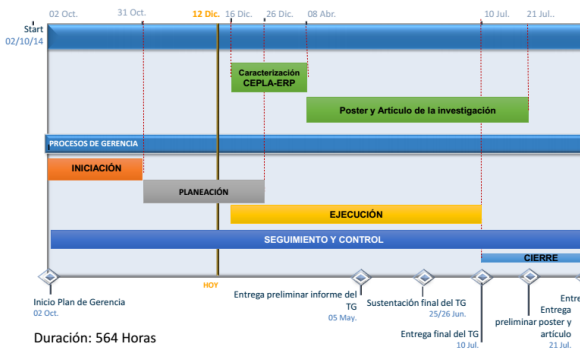 02 Oct.
31 Oct.
12 Dic.
16 Dic.
26 Dic.
08 Abr.
10 Jul.
21 Jul..
Start
02/10/14
Caracterización
CEPLA-ERP
Poster y Artículo de la investigación
PROCESOS DE GERENCIA
INICIACIÓN
PLANEACIÓN
EJECUCIÓN
SEGUIMIENTO Y CONTROL
CIERRE
HOY
Inicio Plan de Gerencia
02 Oct.
Entrega preliminar informe del
TG
05 May.
Sustentación final del TG
25/26 Jun.
Entrega final del TG
10 Jul.
Entre
Entrega
preliminar poster y
artículo
21 Jul.
Duración: 564 Horas